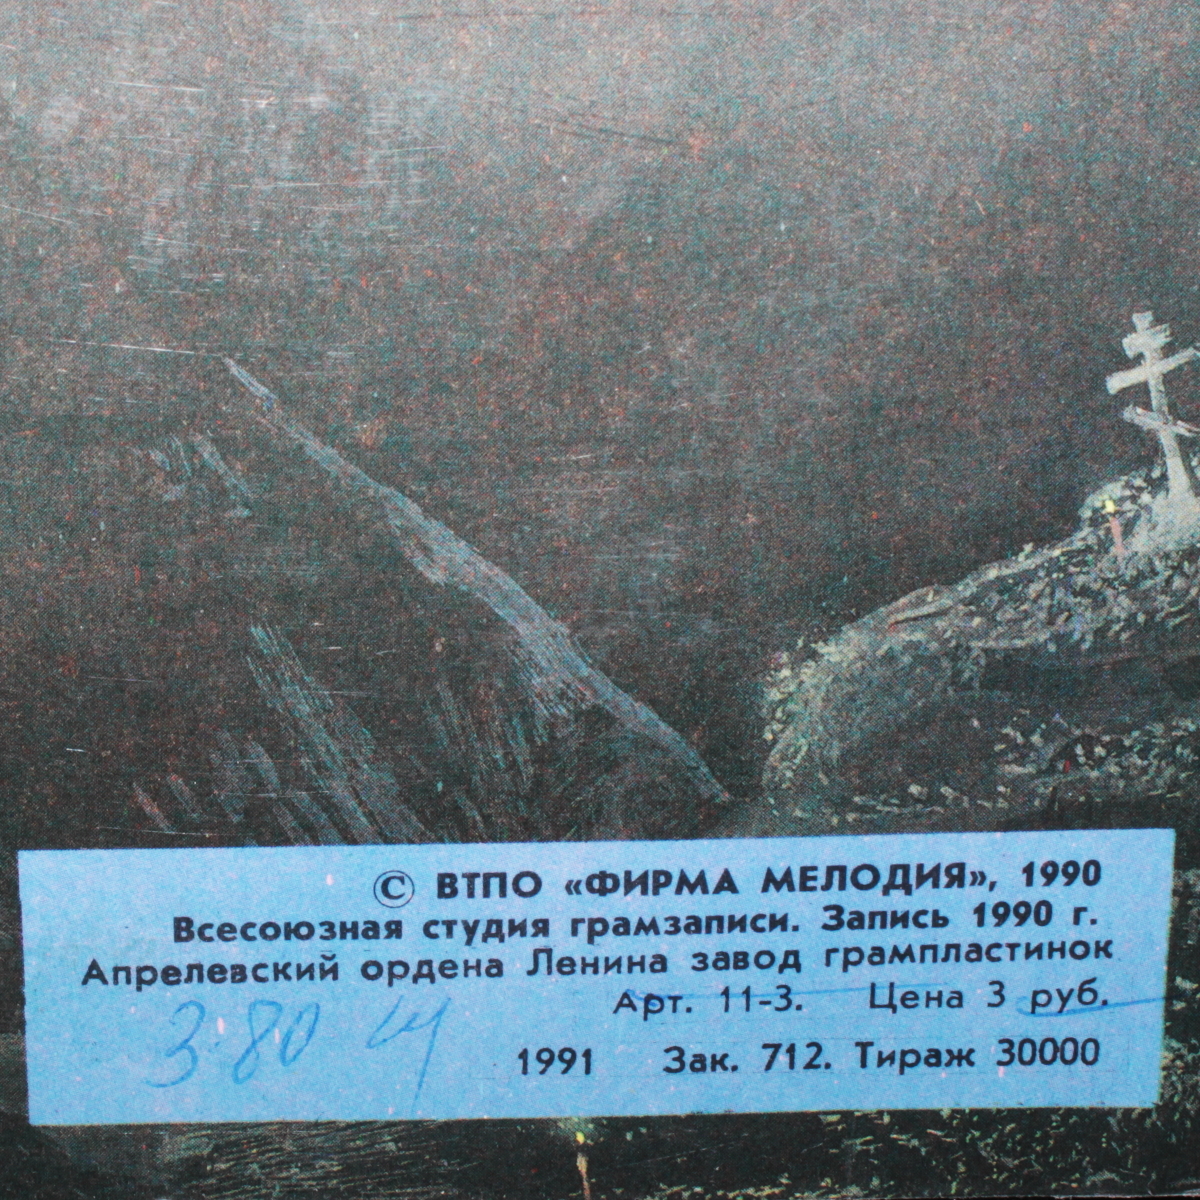 © ВТПО «ФИРМА МЕЛОДИЯ», 1990
Всесоюзная студия грамзаписи. Запись 1990 г.
Апрелевский ордена Ленина завод грампластинок
Арт. 11-3. Цена 3 руб.
3-80
1991 Зак. 712. Тираж 30000